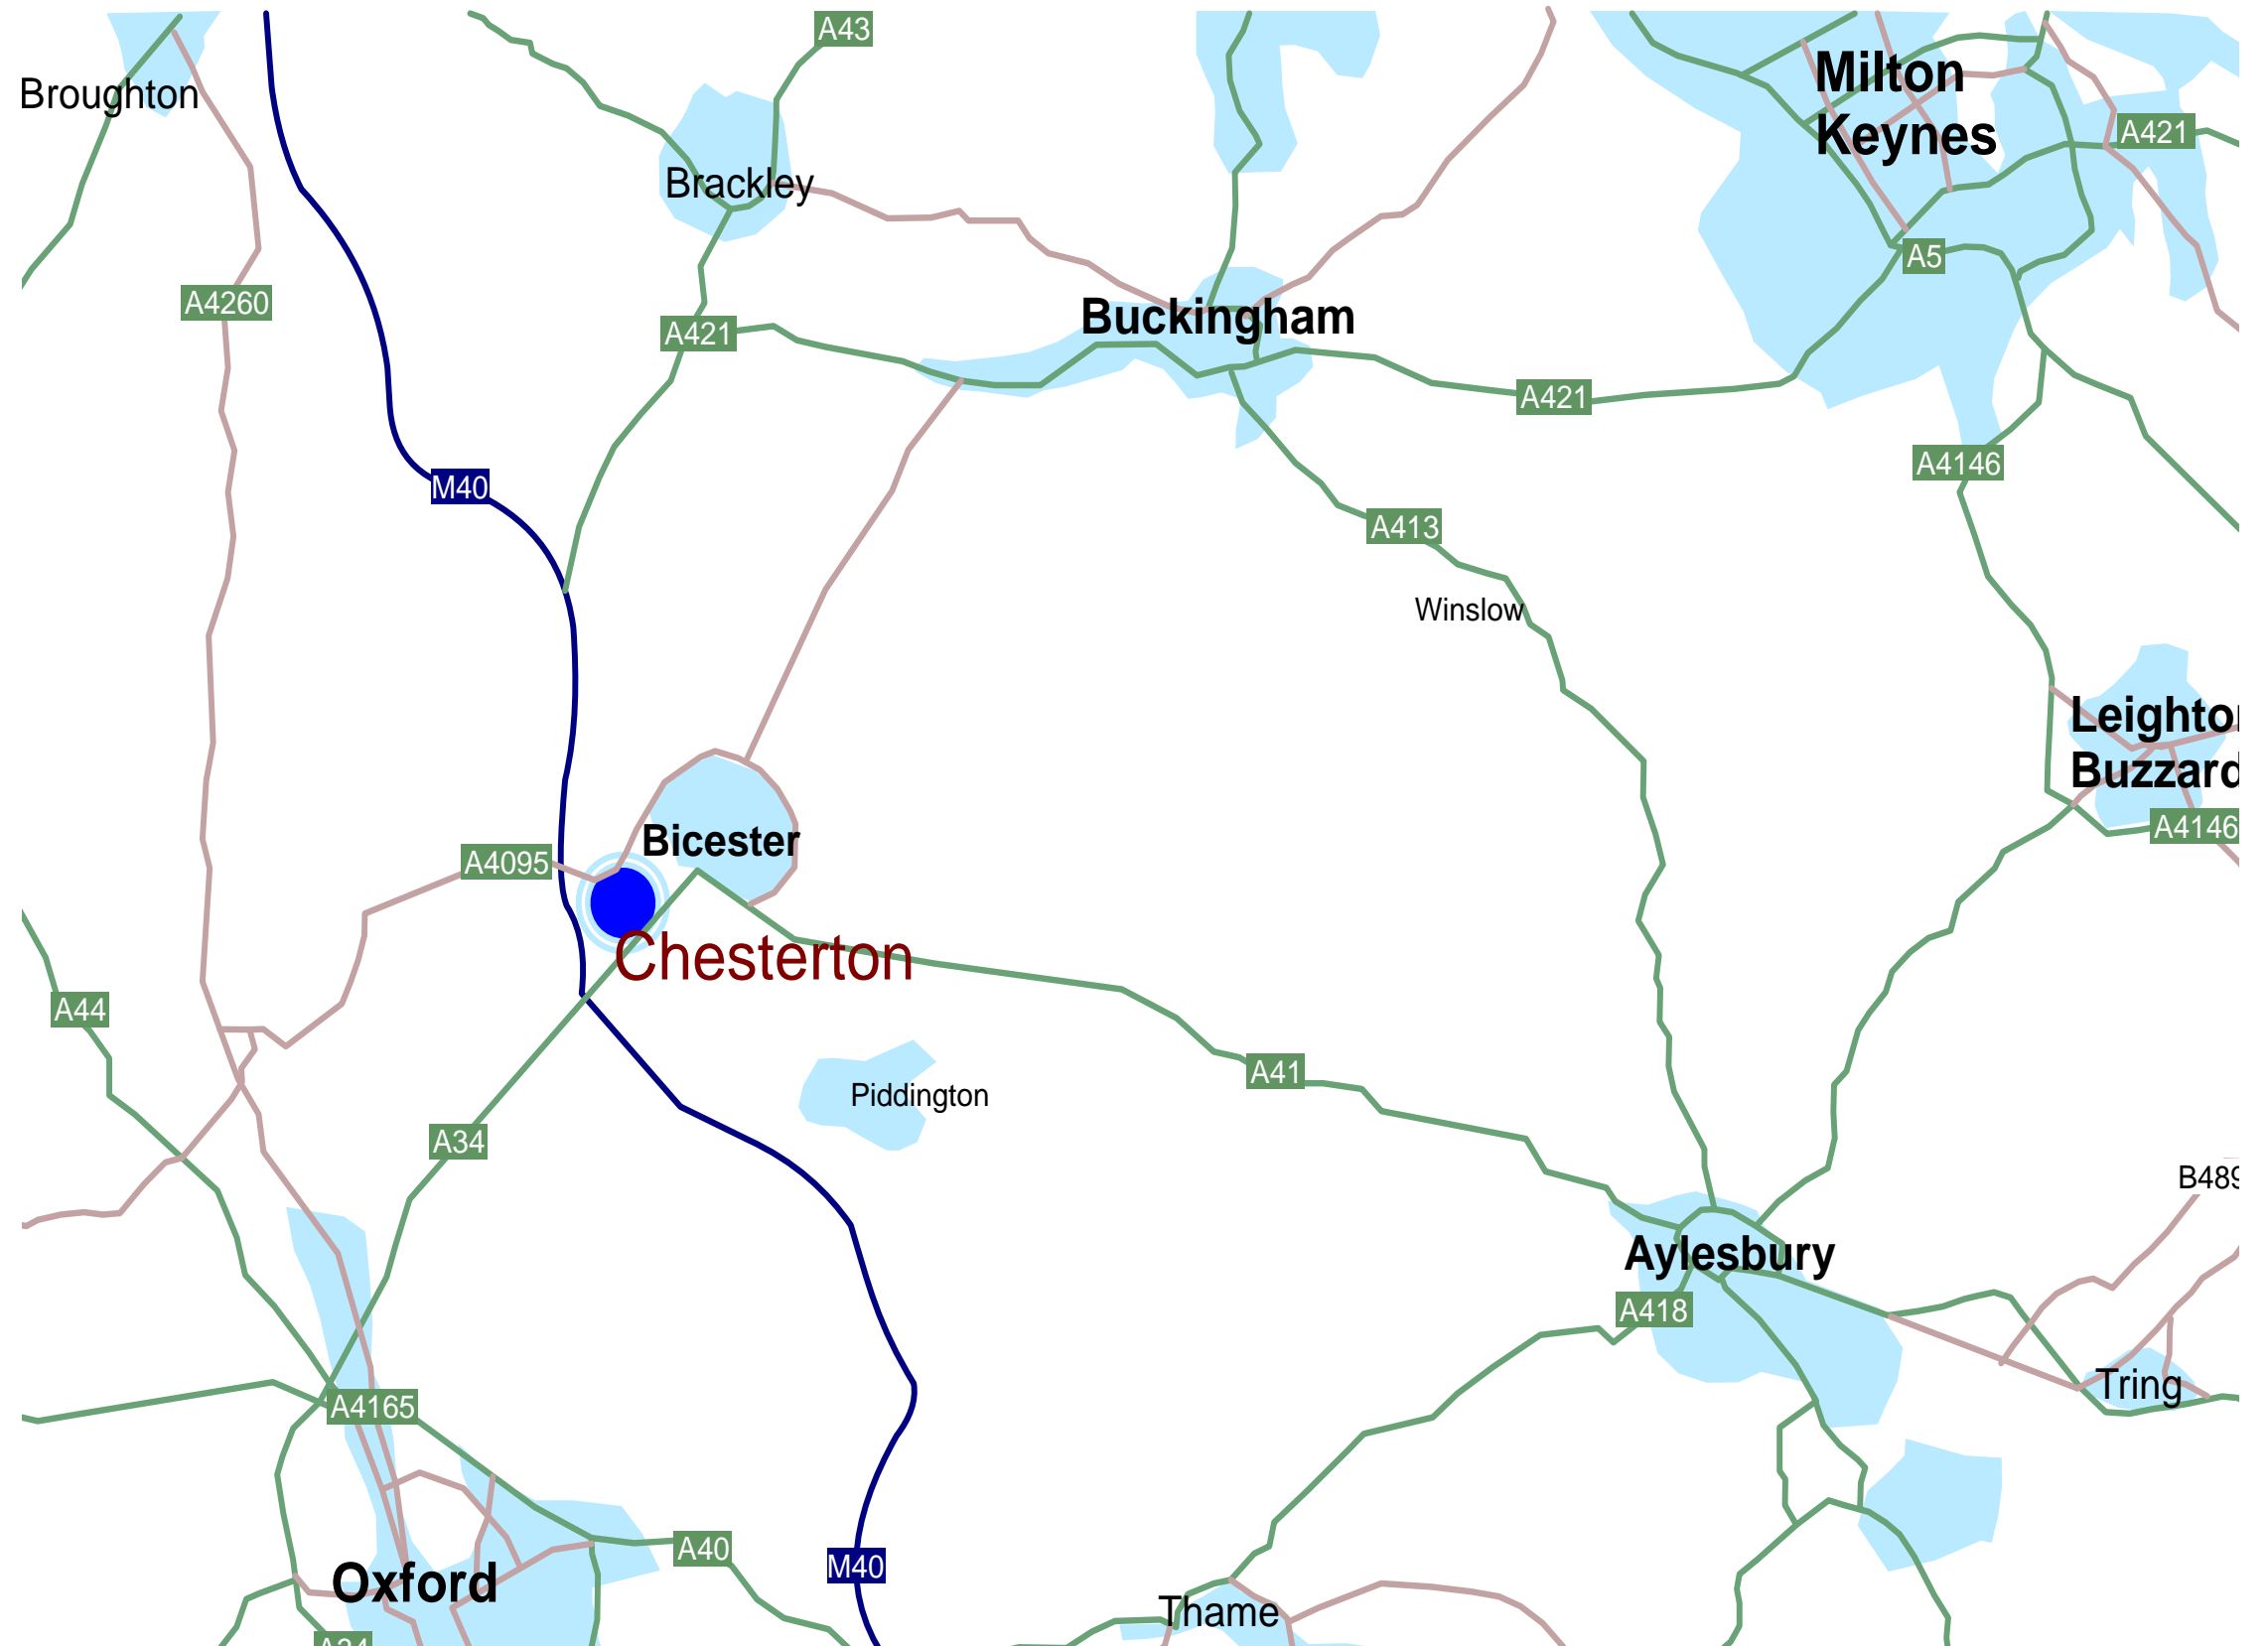 A43
Milton
Keynes
Broughton
A421
Brackley
A5
A4260
Buckingham
A421
A421
A4146
M40
A413
Winslow
Leighto
Buzzard
A4146
Bicester
A4095
Chesterton
A44
A41
Piddington
A34
B489
Aylesbury
A418
Tring
A4165
A40
M40
Oxford
Thame
A34